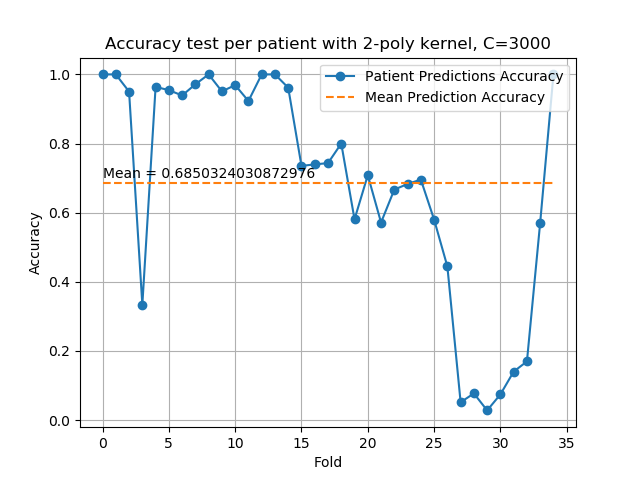 Accuracy test per patient with 2-poly kernel, C=3000
Patient Predictions Accuracy
Mean Prediction Accuracy
Mean = 0.6850324030872976
1.0
0.8
0.6
0.4
0.2
0.0
Accuracy
0 5 10 15 20 25 30 35
Fold